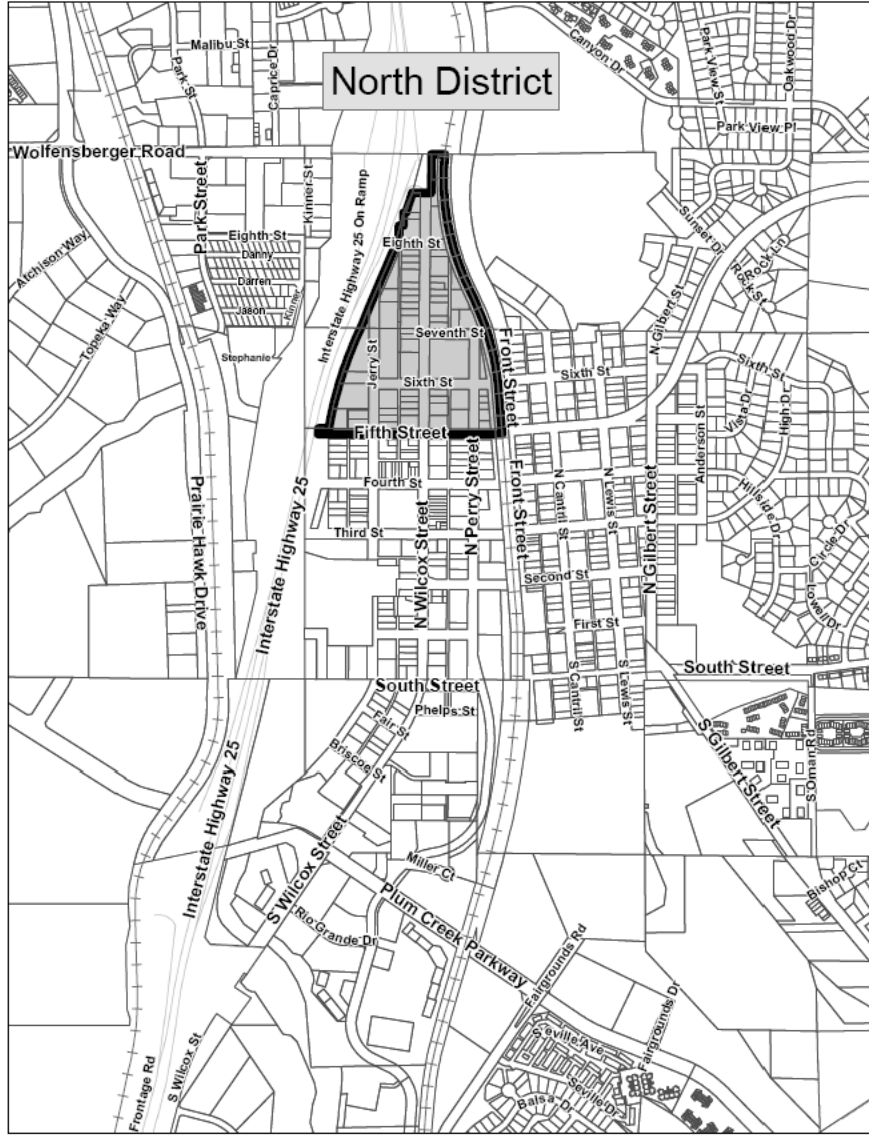 Malibu St
Park St
Caprice Dr
North District
Canyon Dr
Park View St
Oakwood Dr
Park View Pl
Wolfensberger Road
Park Street
Kinner St
Interstate Highway 25 On Ramp
Eighth St
Danny
Darren
Jason
Kinner
Stephanie
Atchison Way
Topeka Way
Eighth St
Seventh St
Jerry St
Sixth St
Fifth Street
Front Street
Sunset Dr
Rock Ln
Rock St
N Gilbert St
Sixth St
Sixth St
Vista Dr
High Dr
Anderson St
Hillside Dr
Circle Dr
Lowell Dr
Prairie Hawk Drive
Interstate Highway 25
Fourth St
Third St
N Wilcox Street
N Perry Street
Front Street
N Cantril St
N Lewis St
N Gilbert Street
Second St
First St
South Street
S Cantril St
S Lewis St
South Street
Phelps St
Fair St
Briscoe St
S Gilbert Street
S Oman Rd
Interstate Highway 25
S Wilcox Street
Miller Ct
Plum Creek Parkway
Rio Grande Dr
Bishop Ct
Fairgrounds Rd
Fairgrounds Dr
Seville Ave
Seville Dr
Balsa Dr
S Wilcox St
Frontage Rd